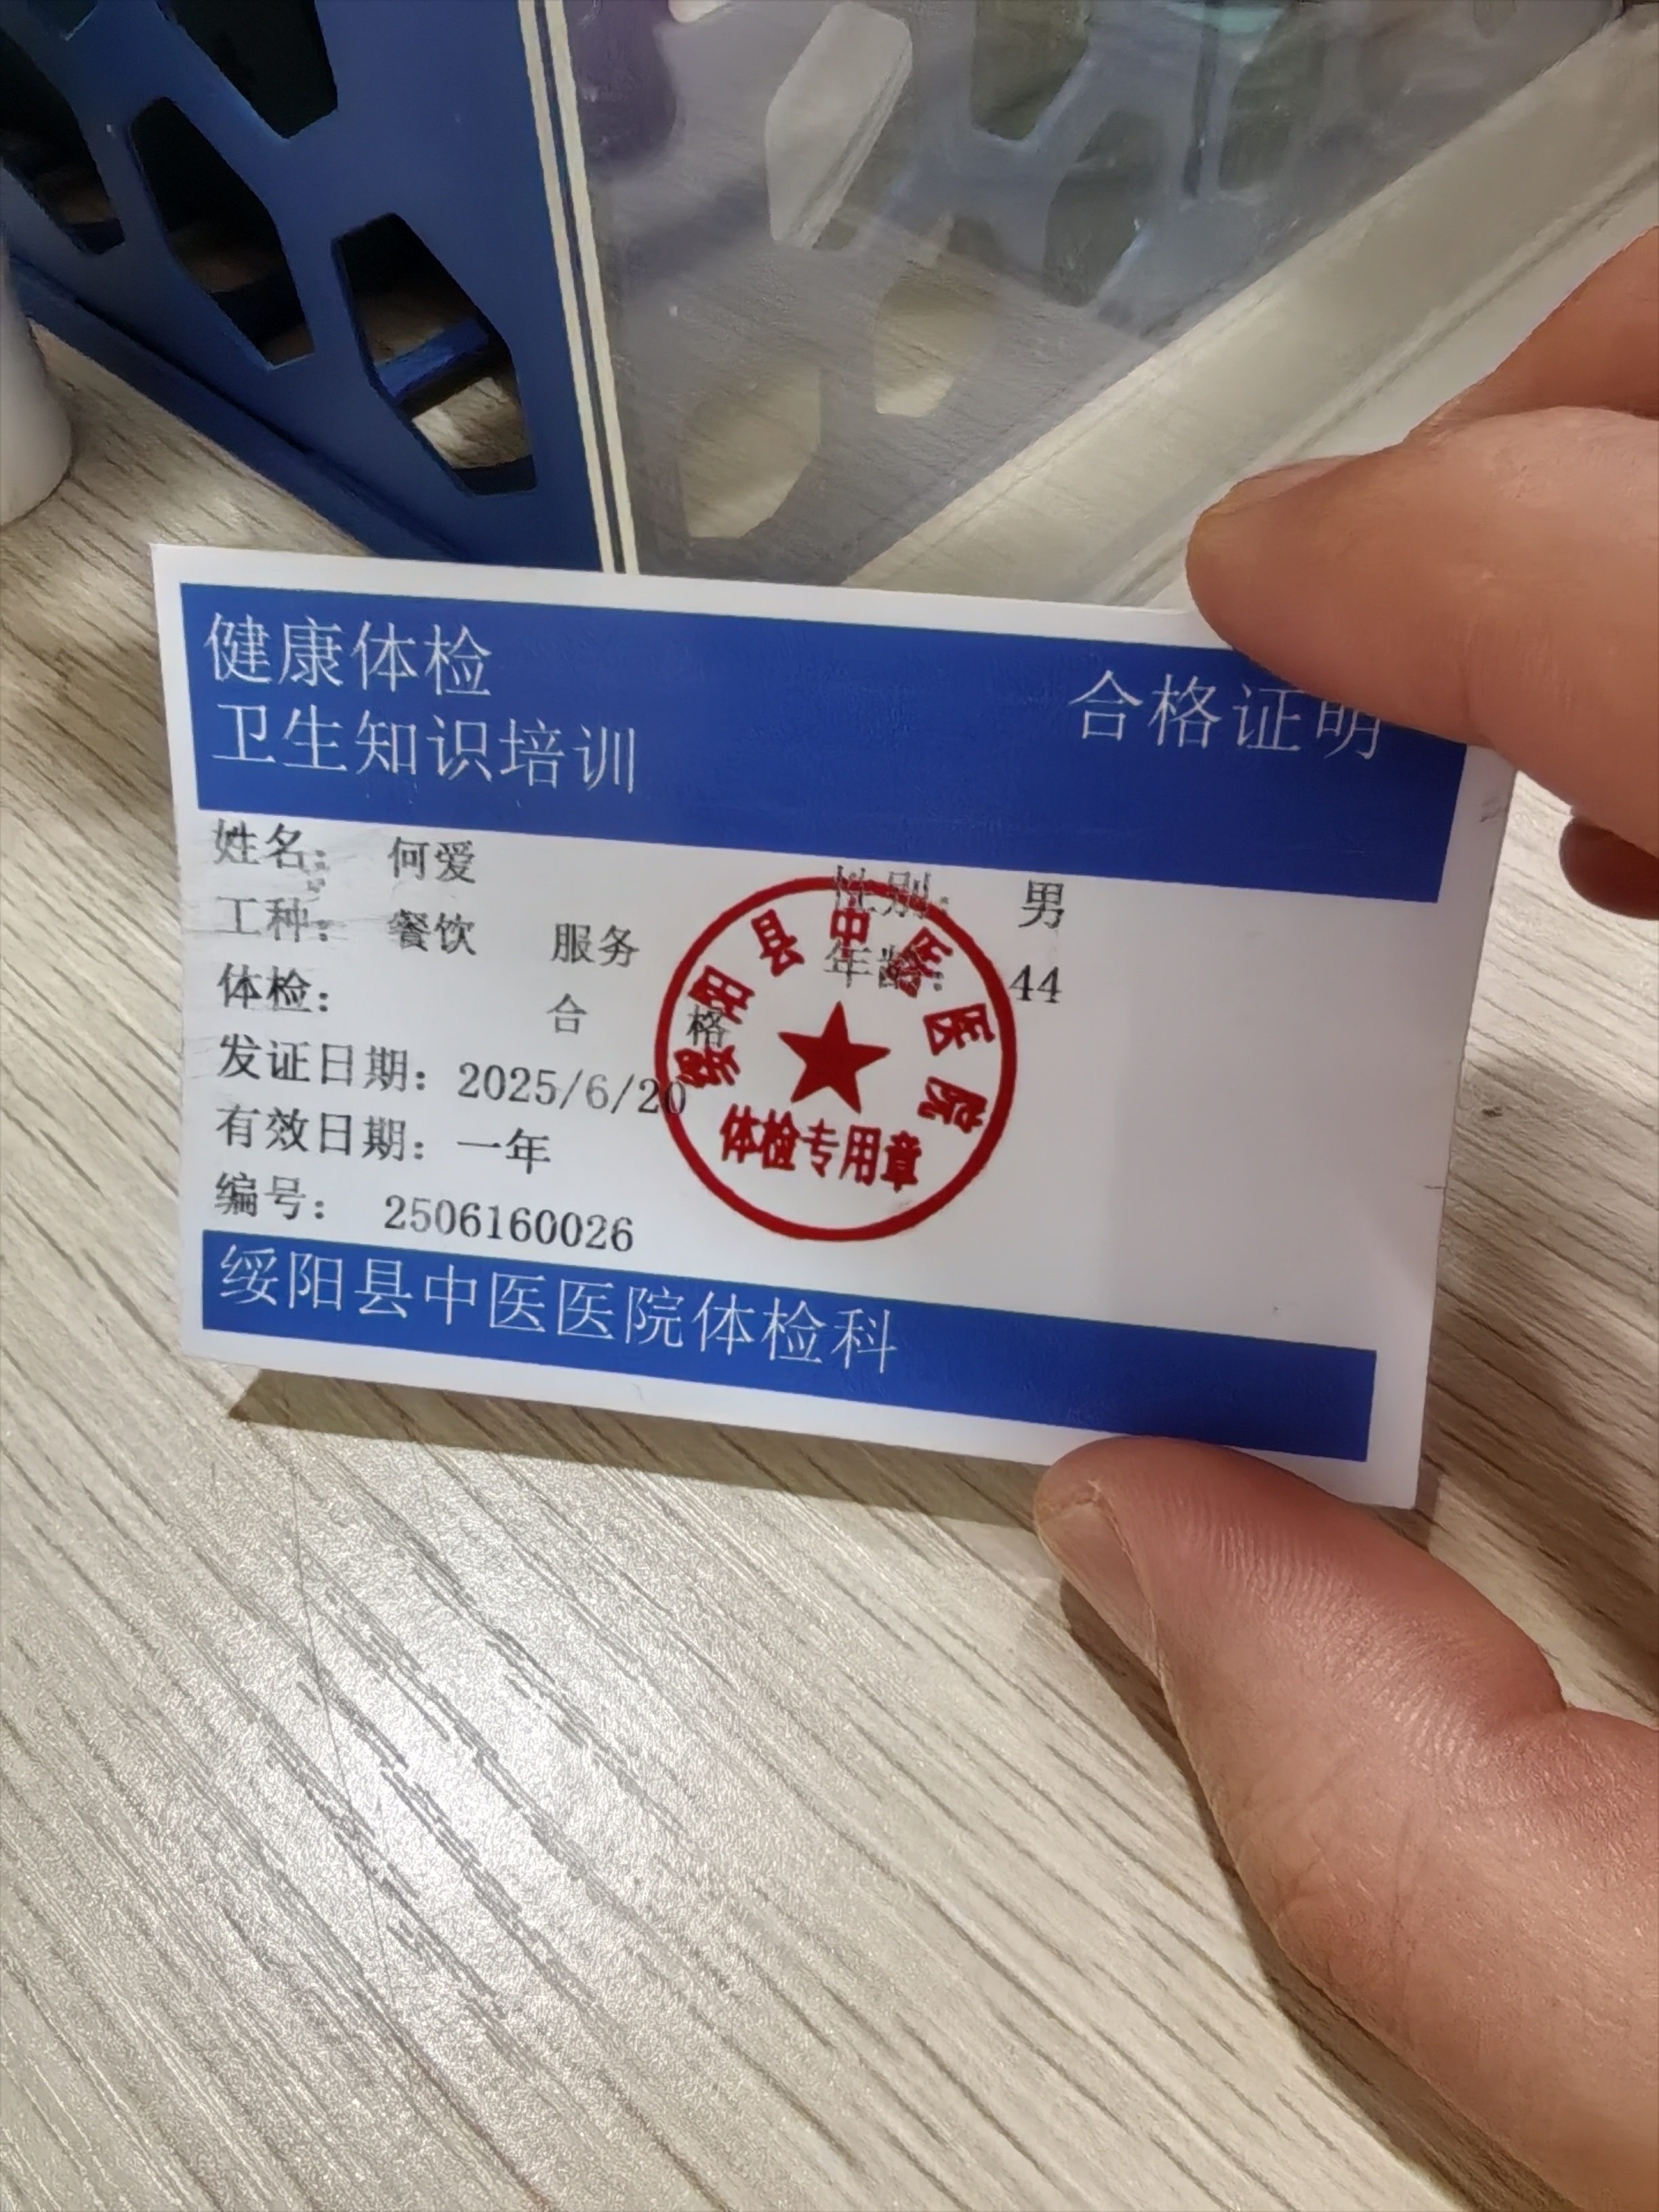 健康体检
卫生知识培训
合格证明
姓名： 何爱 性别： 男
工种： 餐饮 服务 年龄： 44
体检： 合 格
发证日期：2025/6/20
有效日期：一年
编号： 2506160026
绥阳县中医医院
体检专用章
绥阳县中医医院体检科